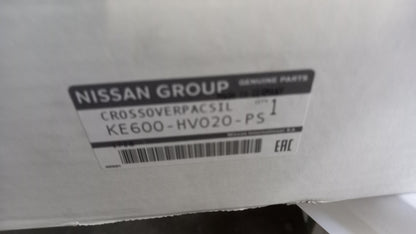 NISSAN GROUP GENUINE PARTS
CROSSOVERPACSIL QTY 1
KE600-HV020-PS
EAC